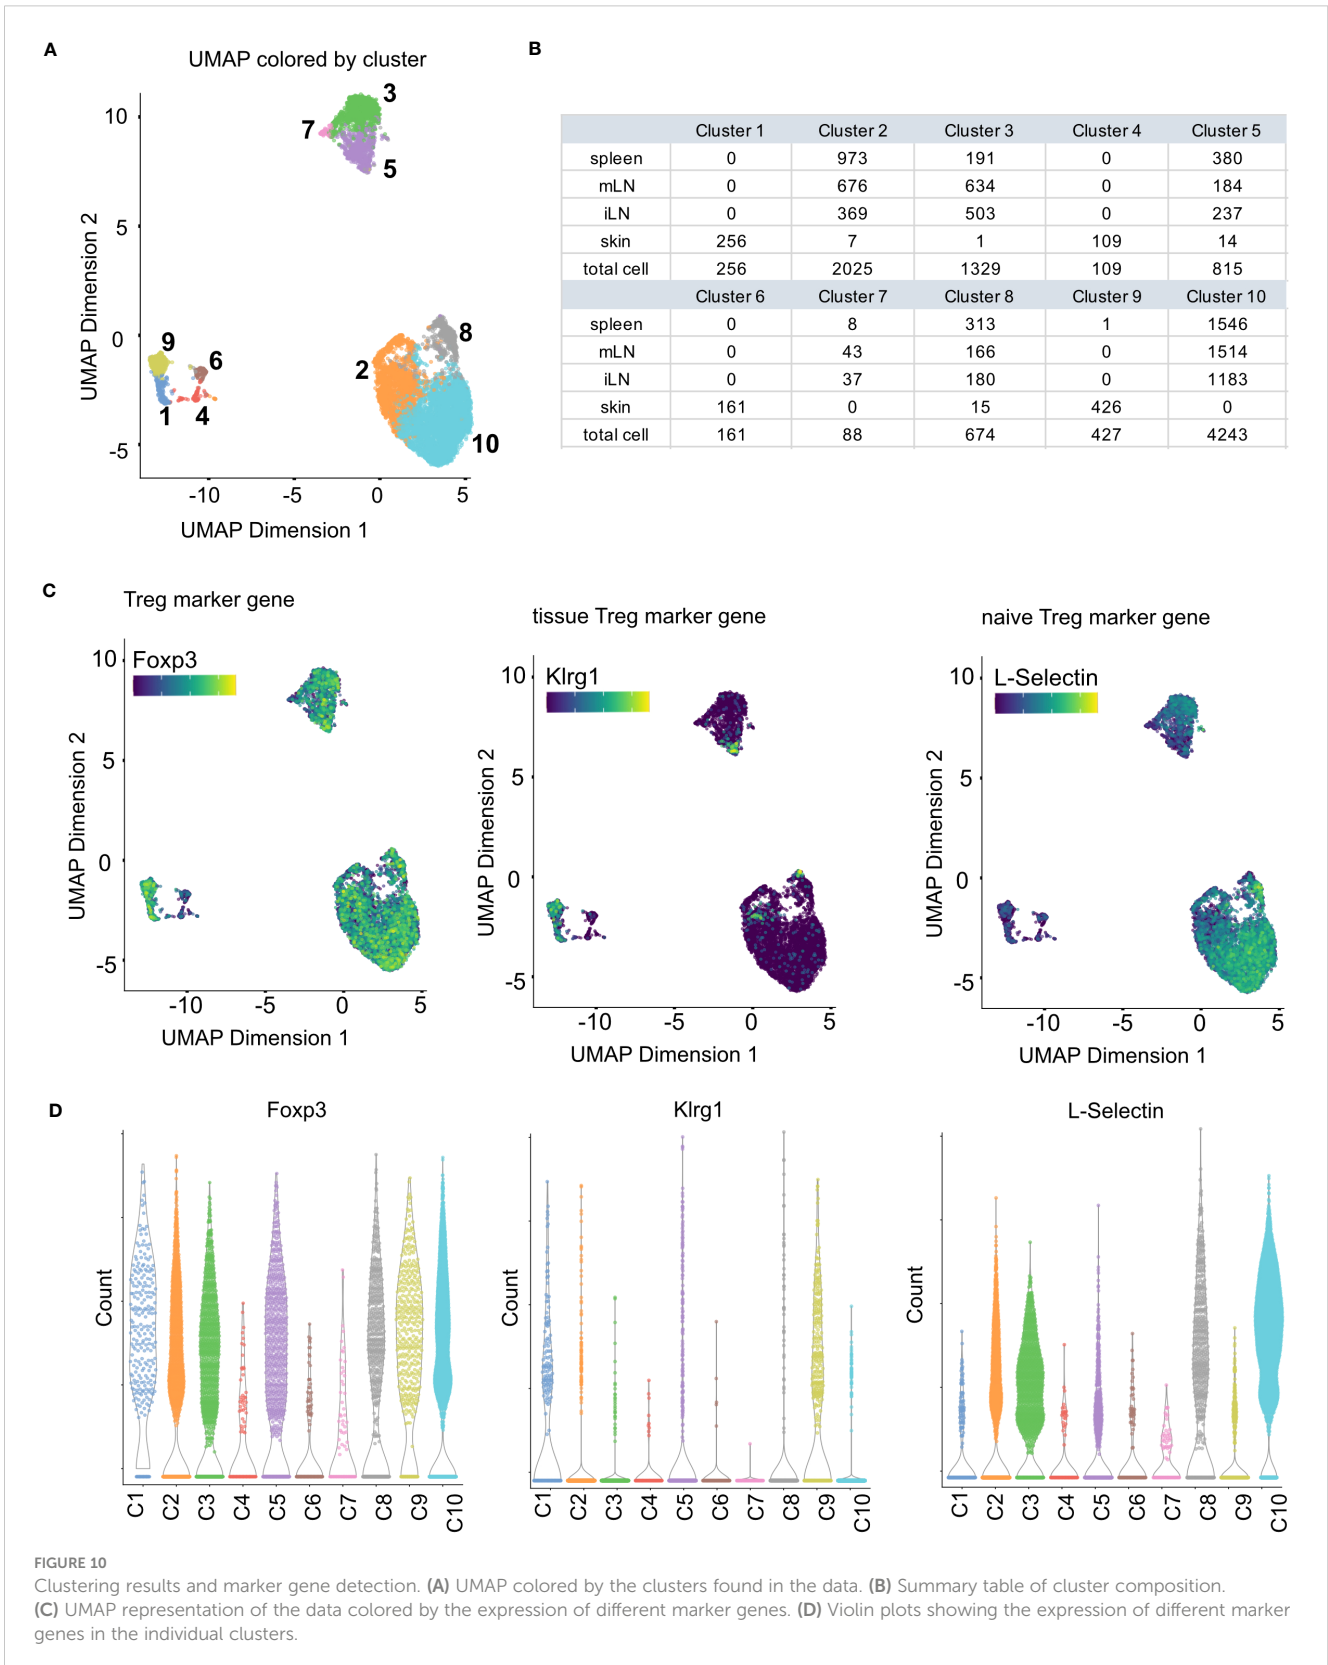 A
UMAP colored by cluster
10
5
0
-5
-10
-5
0
5
UMAP Dimension 2
UMAP Dimension 1
3
7
5
9
6
1
4
8
2
10
B
Cluster 1 Cluster 2 Cluster 3 Cluster 4 Cluster 5
spleen 0 973 191 0 380
mLN 0 676 634 0 184
iLN 0 369 503 0 237
skin 256 7 1 109 14
total cell 256 2025 1329 109 815
Cluster 6 Cluster 7 Cluster 8 Cluster 9 Cluster 10
spleen 0 8 313 1 1546
mLN 0 43 166 0 1514
iLN 0 37 180 0 1183
skin 161 0 15 426 0
total cell 161 88 674 427 4243
C
Treg marker gene
Foxp3
10
5
0
-5
-10
-5
0
5
UMAP Dimension 2
UMAP Dimension 1
tissue Treg marker gene
Klrg1
10
5
0
-5
-10
-5
0
5
UMAP Dimension 2
UMAP Dimension 1
naive Treg marker gene
L-Selectin
10
5
0
-5
-10
-5
0
5
UMAP Dimension 2
UMAP Dimension 1
D
Foxp3
Count
C1 C2 C3 C4 C5 C6 C7 C8 C9 C10
Klrg1
Count
C1 C2 C3 C4 C5 C6 C7 C8 C9 C10
L-Selectin
Count
C1 C2 C3 C4 C5 C6 C7 C8 C9 C10
FIGURE 10
Clustering results and marker gene detection. (A) UMAP colored by the clusters found in the data. (B) Summary table of cluster composition.
(C) UMAP representation of the data colored by the expression of different marker genes. (D) Violin plots showing the expression of different marker
genes in the individual clusters.